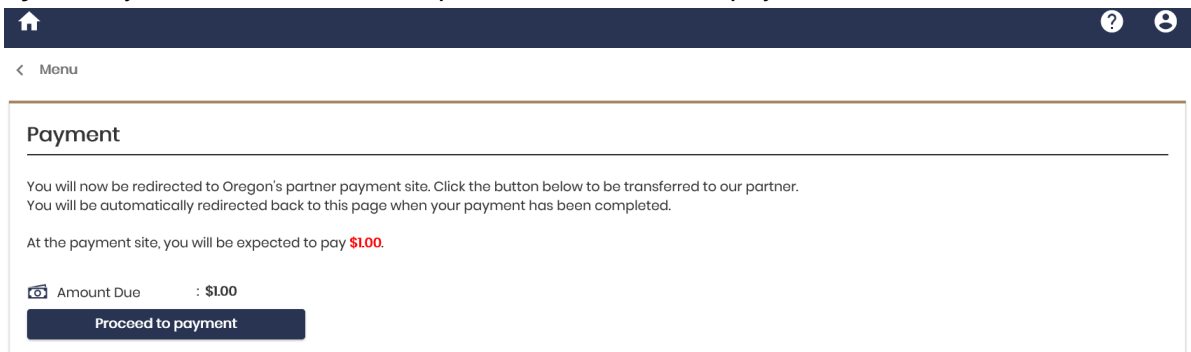 Menu
Payment
You will now be redirected to Oregon's partner payment site. Click the button below to be transferred to our partner.
You will be automatically redirected back to this page when your payment has been completed.
At the payment site, you will be expected to pay $1.00.
Amount Due : $1.00
Proceed to payment